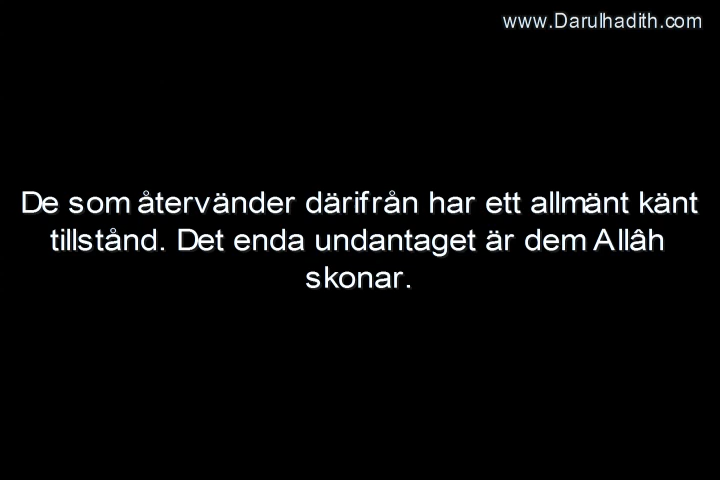 www.Darulhadith.com
De som återvänder därifrån har ett allmänt känt
tillstånd. Det enda undantaget är dem Allâh
skonar.